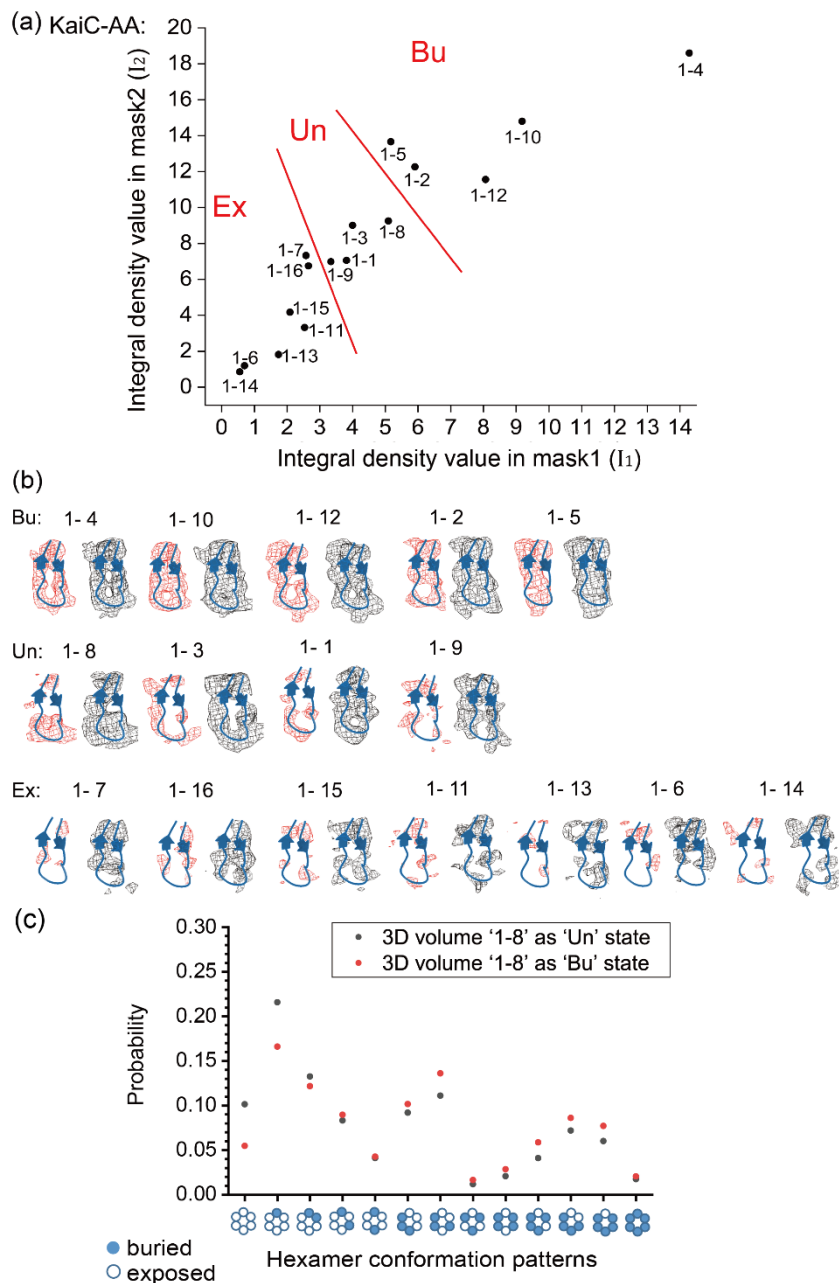 (a) KaiC-AA:
Integral density value in mask2 (I2)
20
18
16
14
12
10
8
6
4
2
0
Ex
Un
Bu
1-4
1-10
1-5
1-2
1-12
1-3
1-8
1-7
1-16
1-9
1-1
1-15
1-11
1-6
1-13
1-14
0 1 2 3 4 5 6 7 8 9 10 11 12 13 14
Integral density value in mask1 (I1)
(b)
Bu: 1- 4 1- 10 1- 12 1- 2 1- 5
Un: 1- 8 1- 3 1- 1 1- 9
Ex: 1- 7 1- 16 1- 15 1- 11 1- 13 1- 6 1- 14
(c)
Probability
0.30
0.25
0.20
0.15
0.10
0.05
0.00
3D volume ‘1-8’ as ‘Un’ state
3D volume ‘1-8’ as ‘Bu’ state
buried
exposed
Hexamer conformation patterns